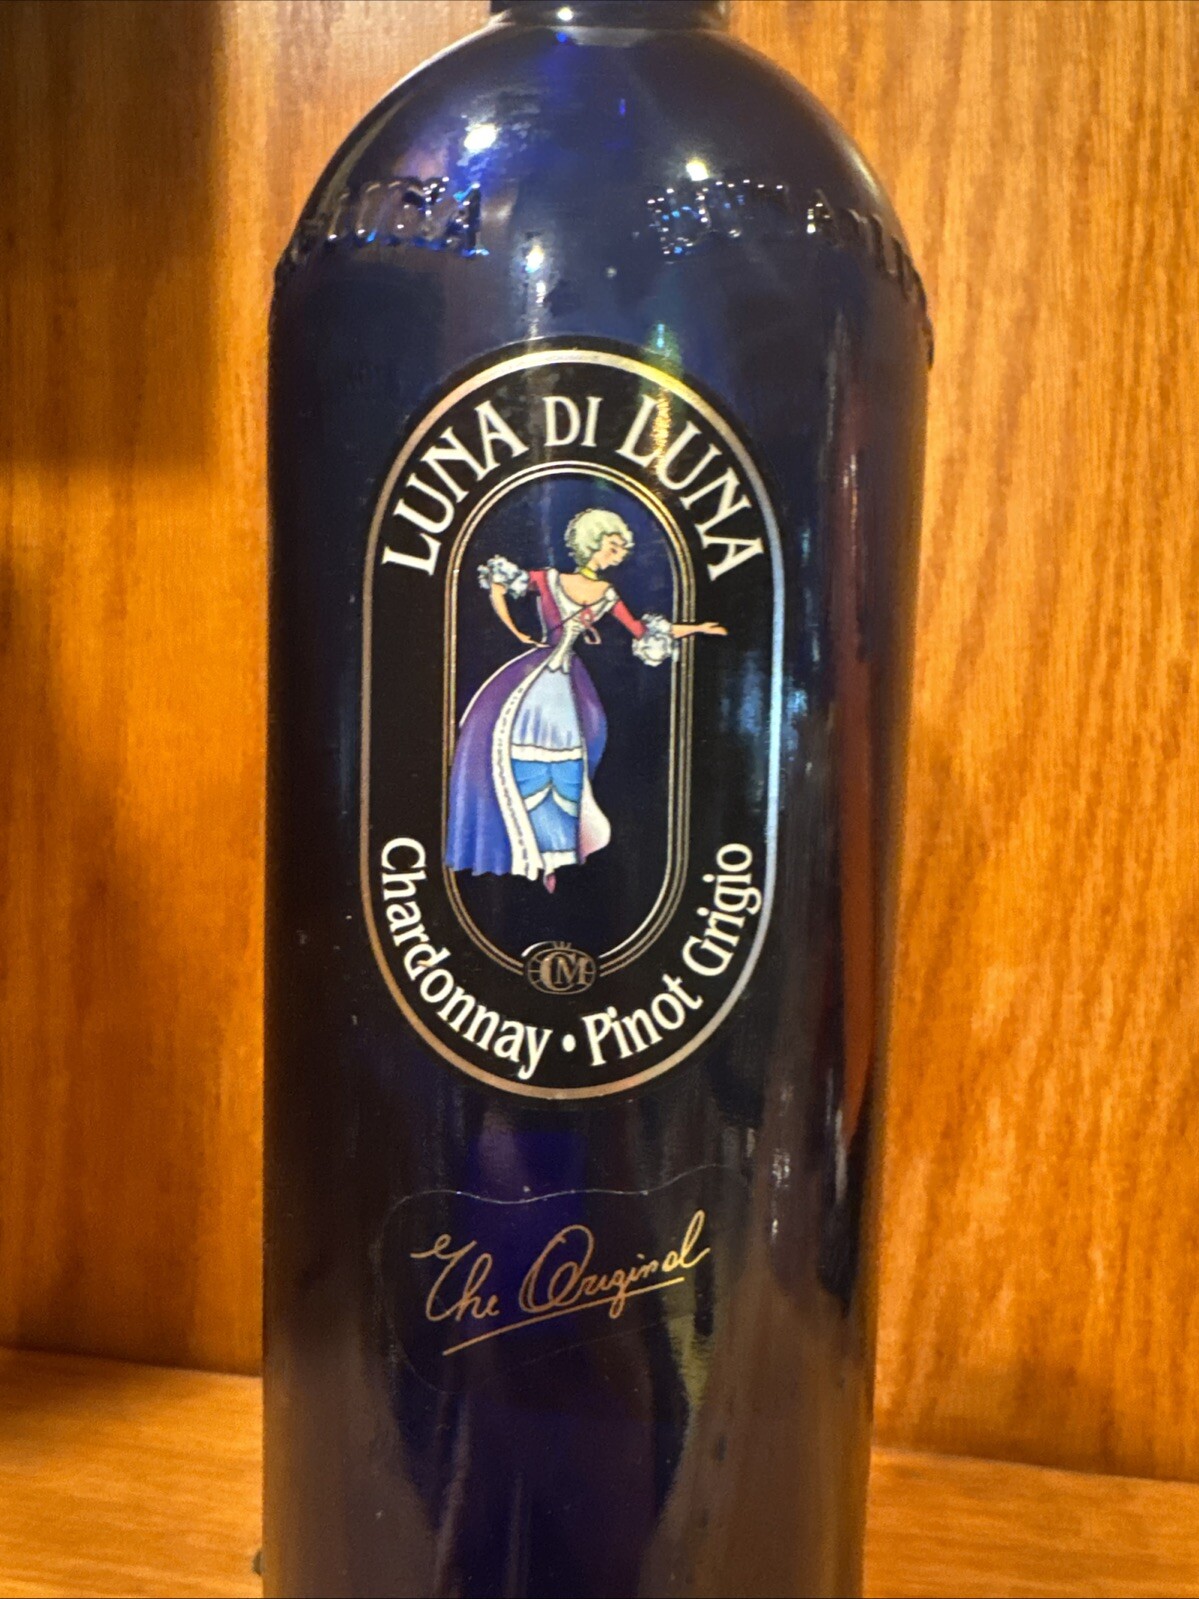 LUNA DI LUNA
CM
Chardonnay • Pinot Grigio
The Original